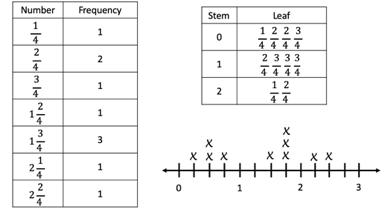 Number Frequency
1/4 1
2/4 2
3/4 1
1 2/4 1
1 3/4 3
2 1/4 1
2 2/4 1
Stem Leaf
0 1/4 2/4 2/4 3/4
1 2/4 3/4 3/4 3/4
2 1/4 2/4
x
x x
x x x x x x x
0 1 2 3